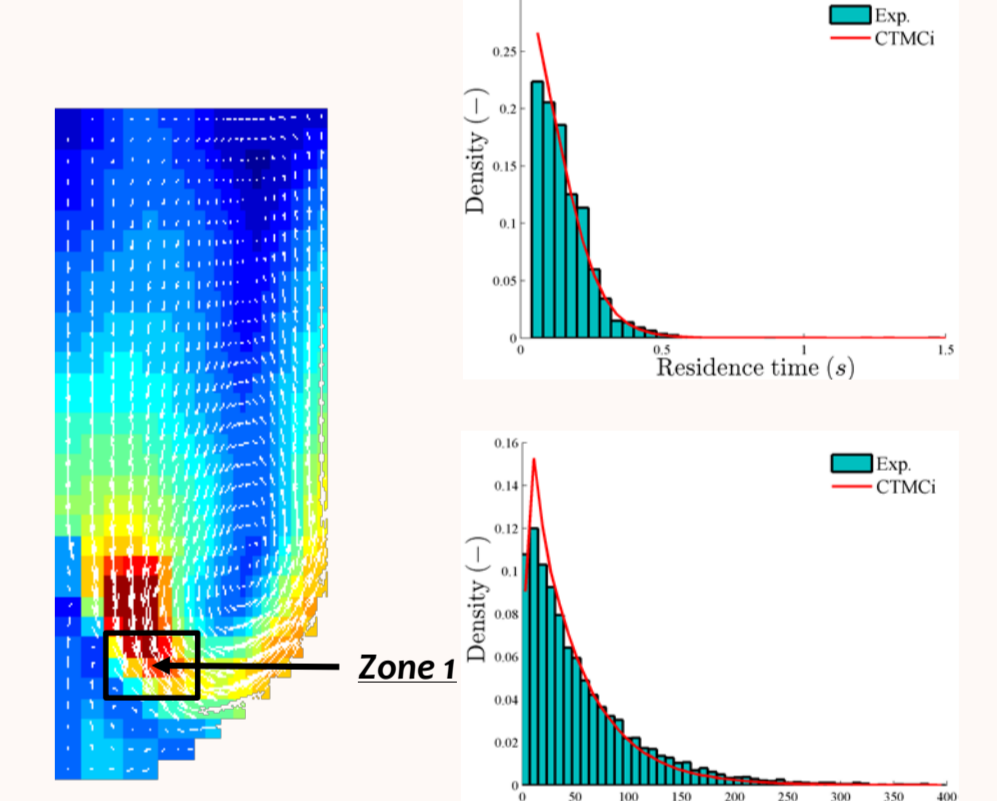 Exp.
CTMCi
0.25
0.2
0.15
0.1
0.05
0
0 0.5 1 1.5
Density (−)
Residence time (s)
Zone 1
0.16
0.14
0.12
0.1
0.08
0.06
0.04
0.02
0
0 50 100 150 200 250 300 350 400
Density (−)
Exp.
CTMCi